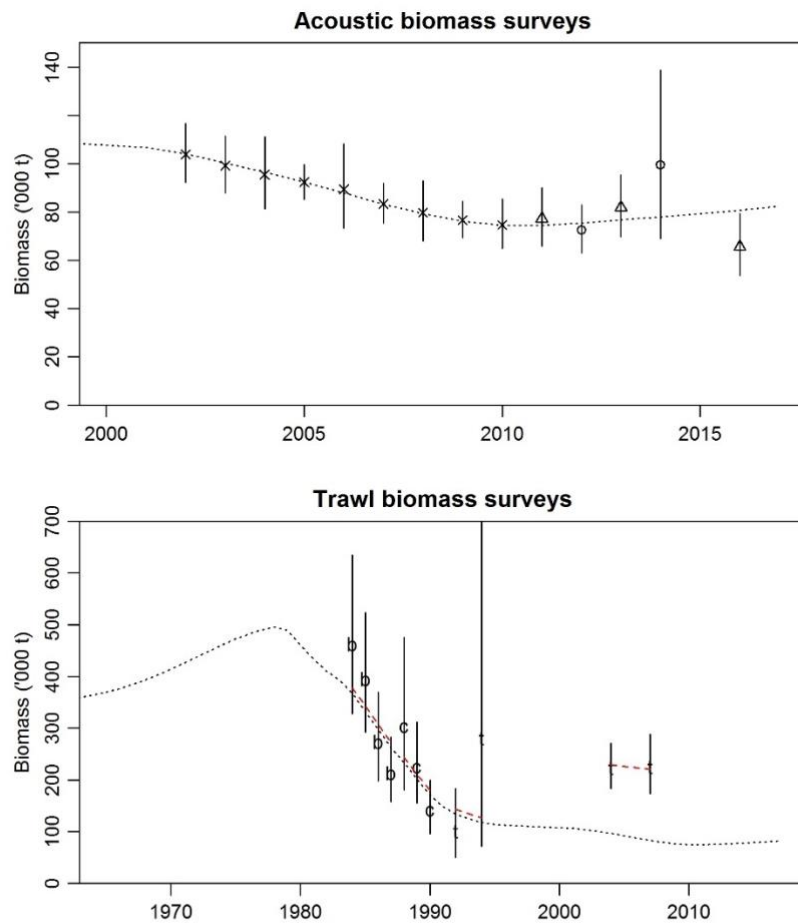 Acoustic biomass surveys
Biomass ('000 t)
140
100
80
60
40
20
0
2000 2005 2010 2015
Trawl biomass surveys
Biomass ('000 t)
700
600
500
400
300
200
100
0
b
b
b
b
c
c
c
t
t
t
t
1970 1980 1990 2000 2010